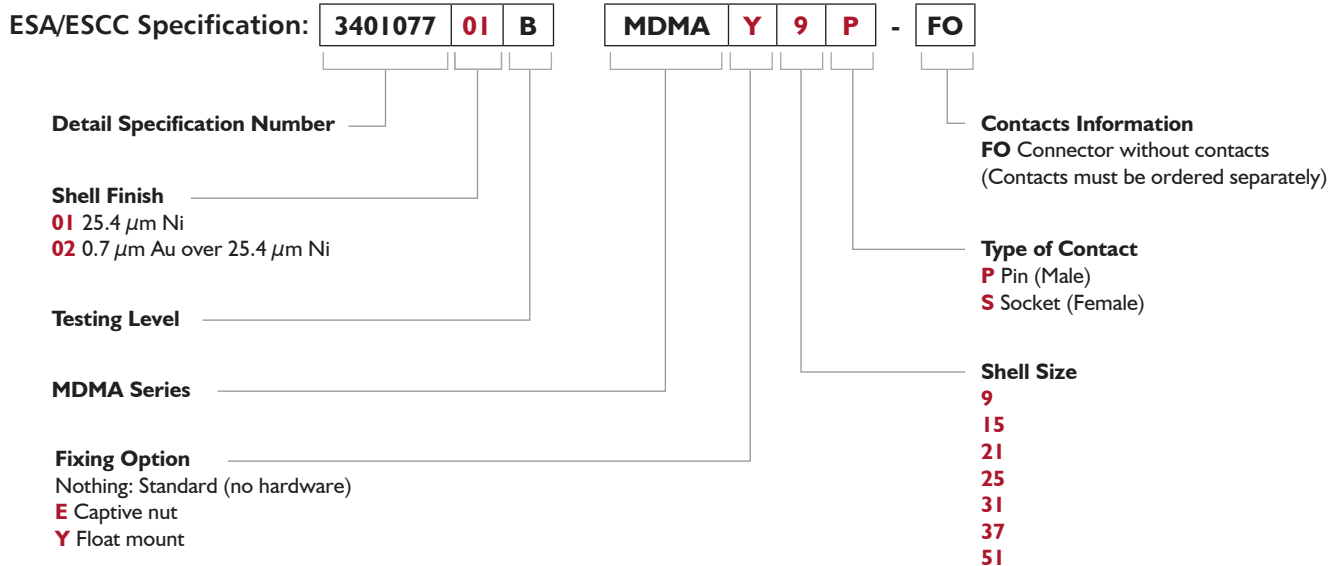 ESA/ESCC Specification: 3401077 01 B MDMA Y 9 P - FO
Detail Specification Number
Shell Finish
01 25.4 μm Ni
02 0.7 μm Au over 25.4 μm Ni
Testing Level
MDMA Series
Fixing Option
Nothing: Standard (no hardware)
E Captive nut
Y Float mount
Contacts Information
FO Connector without contacts
(Contacts must be ordered separately)
Type of Contact
P Pin (Male)
S Socket (Female)
Shell Size
9
15
21
25
31
37
51